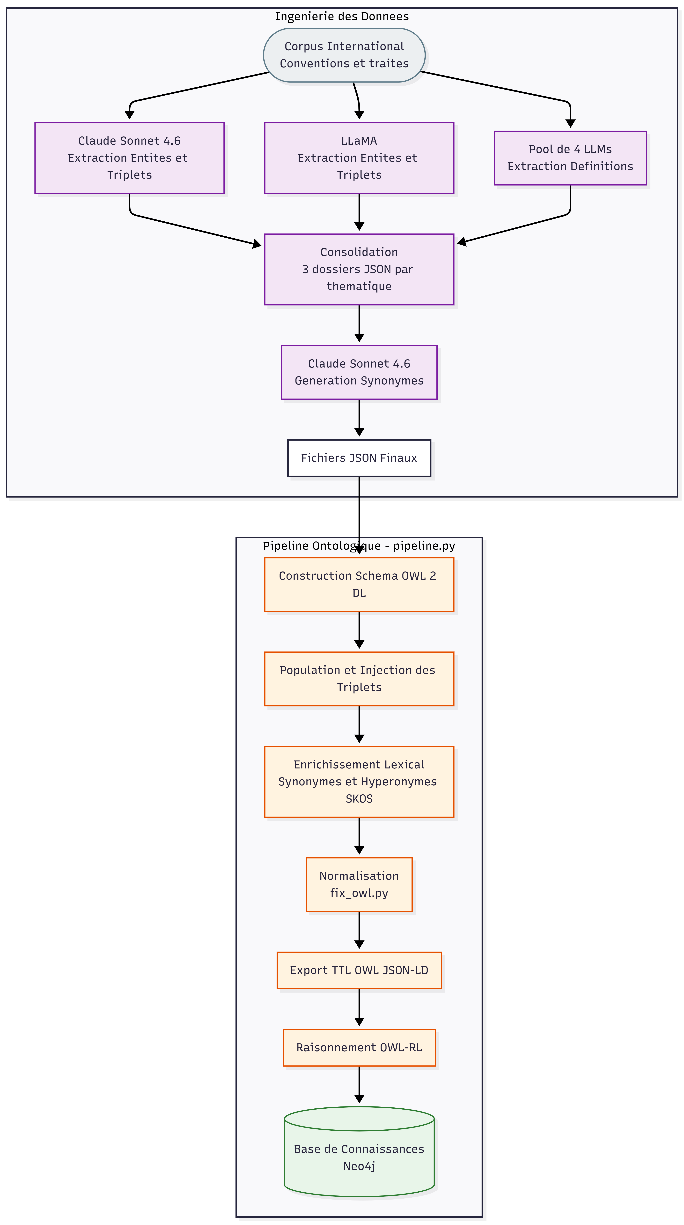 Ingenierie des Donnees
Corpus International
Conventions et traites
Claude Sonnet 4.6
Extraction Entites et
Triplets
LLaMA
Extraction Entites et
Triplets
Pool de 4 LLMs
Extraction Definitions
Consolidation
3 dossiers JSON par
thematique
Claude Sonnet 4.6
Generation Synonymes
Fichiers JSON Finaux
Pipeline Ontologique - pipeline.py
Construction Schema OWL 2
DL
Population et Injection des
Triplets
Enrichissement Lexical
Synonymes et Hyperonymes
SKOS
Normalisation
fix_owl.py
Export TTL OWL JSON-LD
Raisonnement OWL-RL
Base de Connaissances
Neo4j